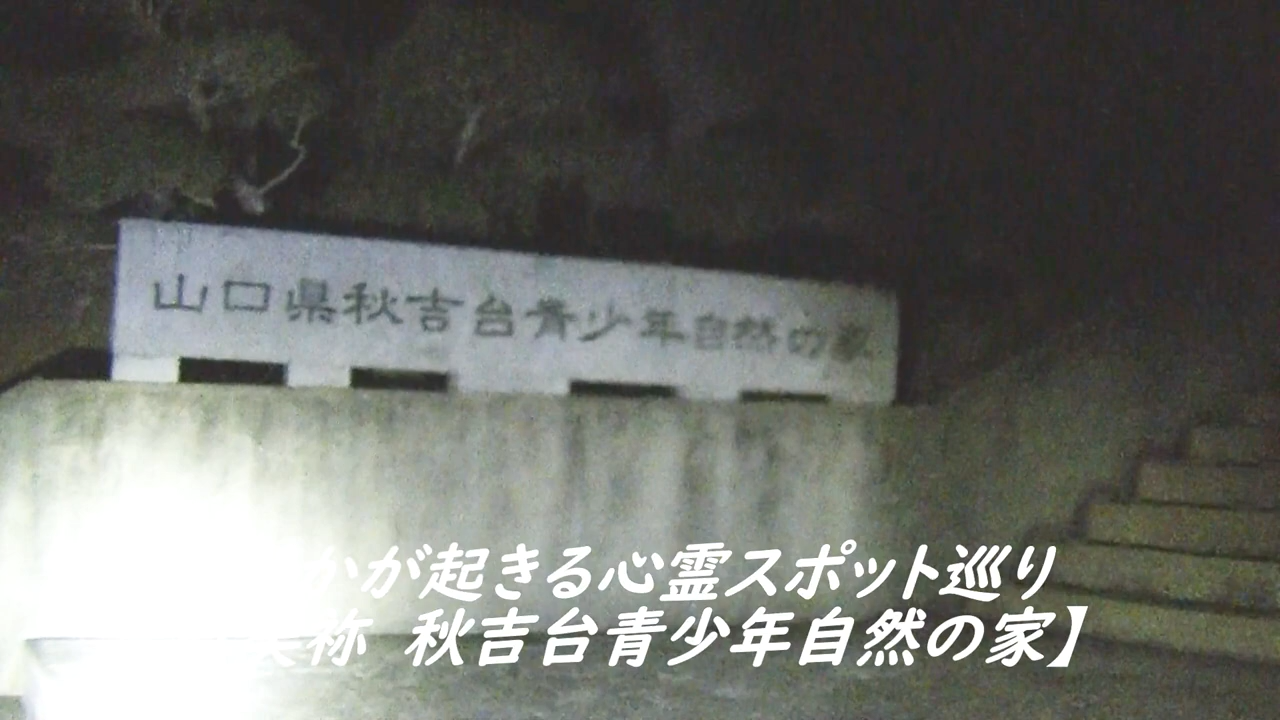 山口県秋吉台青少年自然の家
かが起きる心霊スポット巡り
称 秋吉台青少年自然の家】